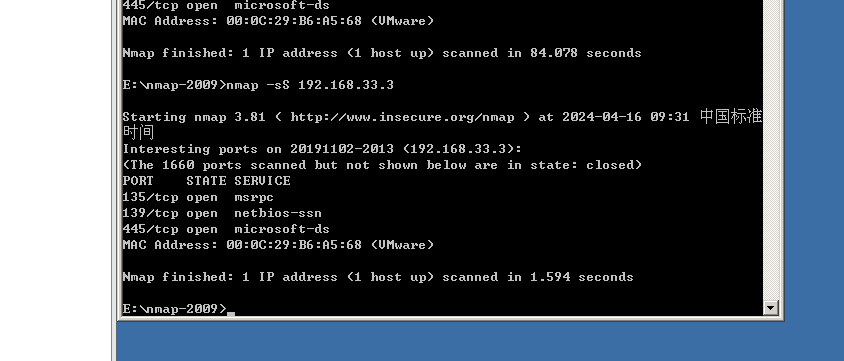 445/tcp open  microsoft-ds
MAC Address: 00:0C:29:B6:A5:68 (VMware)
Nmap finished: 1 IP address (1 host up) scanned in 84.078 seconds
E:\nmap-2009>nmap -sS 192.168.33.3
Starting nmap 3.81 ( http://www.insecure.org/nmap ) at 2024-04-16 09:31 中国标准
时间
Interesting ports on 20191102-2013 (192.168.33.3):
(The 1660 ports scanned but not shown below are in state: closed)
PORT    STATE SERVICE
135/tcp open  msrpc
139/tcp open  netbios-ssn
445/tcp open  microsoft-ds
MAC Address: 00:0C:29:B6:A5:68 (VMware)
Nmap finished: 1 IP address (1 host up) scanned in 1.594 seconds
E:\nmap-2009>